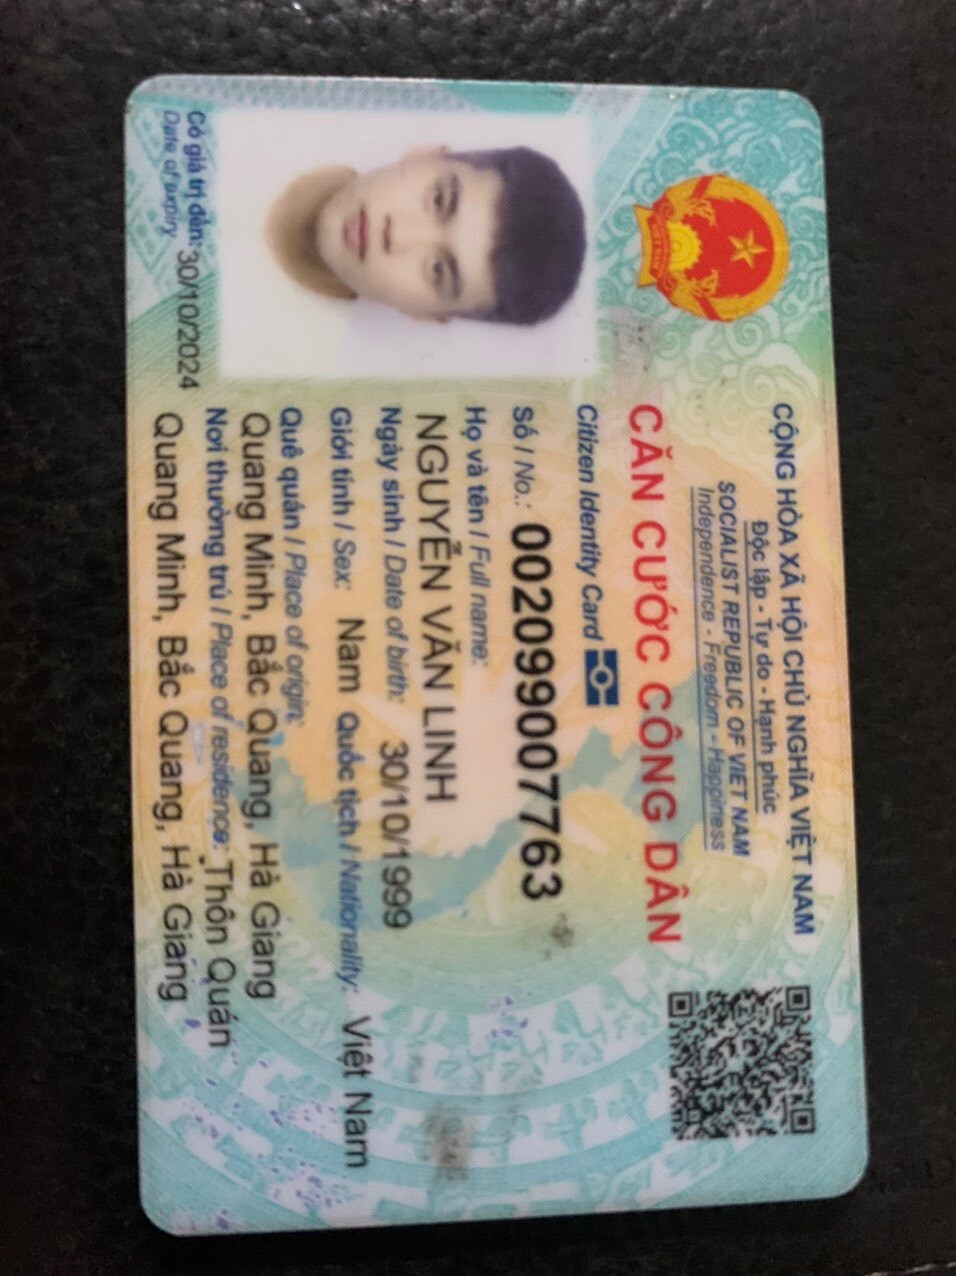 CỘNG HÒA XÃ HỘI CHỦ NGHĨA VIỆT NAM
Độc lập - Tự do - Hạnh phúc
SOCIALIST REPUBLIC OF VIET NAM
Independence - Freedom - Happiness
CĂN CƯỚC CÔNG DÂN
Citizen Identity Card
Số / No.: 002099007763
Họ và tên / Full name:
NGUYỄN VĂN LINH
Ngày sinh / Date of birth: 30/10/1999
Giới tính / Sex: Nam Quốc tịch / Nationality: Việt Nam
Quê quán / Place of origin:
Quang Minh, Bắc Quang, Hà Giang
Nơi thường trú / Place of residence: Thôn Quán
Quang Minh, Bắc Quang, Hà Giang
Có giá trị đến: 30/10/2024
Date of expiry